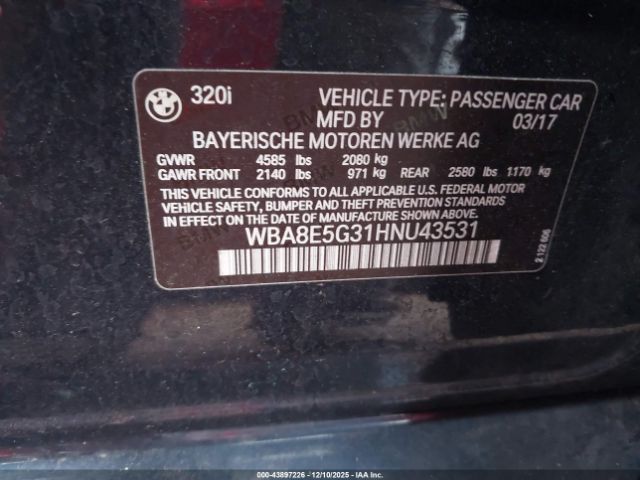 320i VEHICLE TYPE: PASSENGER CAR
MFD BY 03/17
BAYERISCHE MOTOREN WERKE AG
GVWR 4585 lbs 2080 kg
GAWR FRONT 2140 lbs 971 kg REAR 2580 lbs 1170 kg
THIS VEHICLE CONFORMS TO ALL APPLICABLE U.S. FEDERAL MOTOR
VEHICLE SAFETY, BUMPER, AND THEFT PREVENTION STANDARDS
IN EFFECT ON THE DATE OF MANUFACTURE SHOWN ABOVE.
WBA8E5G31HNU43531
2 122 606
000-43897226 - 12/10/2025 - IAA Inc.